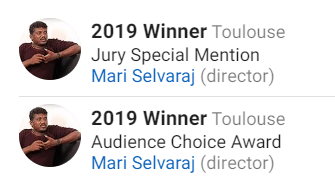 2019 Winner Toulouse
Jury Special Mention
Mari Selvaraj (director)
2019 Winner Toulouse
Audience Choice Award
Mari Selvaraj (director)